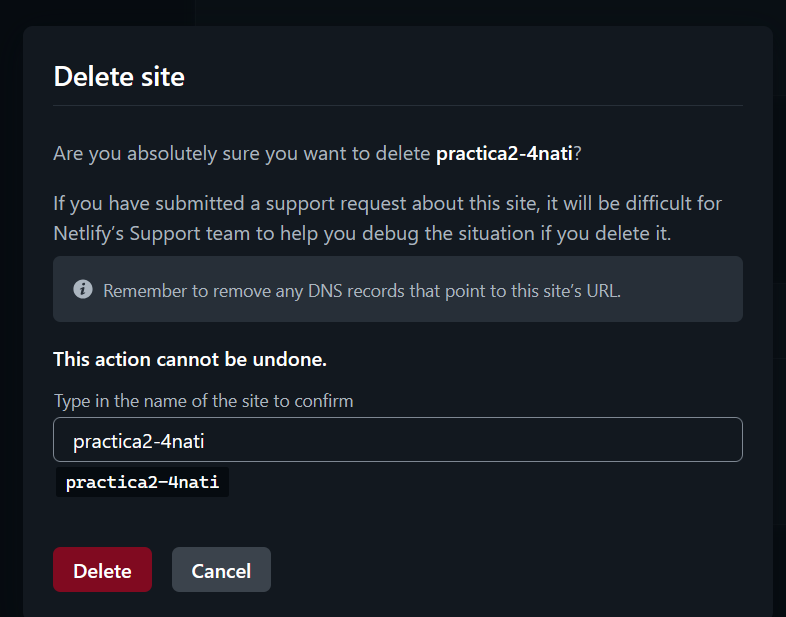 Delete site
Are you absolutely sure you want to delete practica2-4nati?
If you have submitted a support request about this site, it will be difficult for
Netlify’s Support team to help you debug the situation if you delete it.
Remember to remove any DNS records that point to this site’s URL.
This action cannot be undone.
Type in the name of the site to confirm
practica2-4nati
practica2-4nati
Delete
Cancel